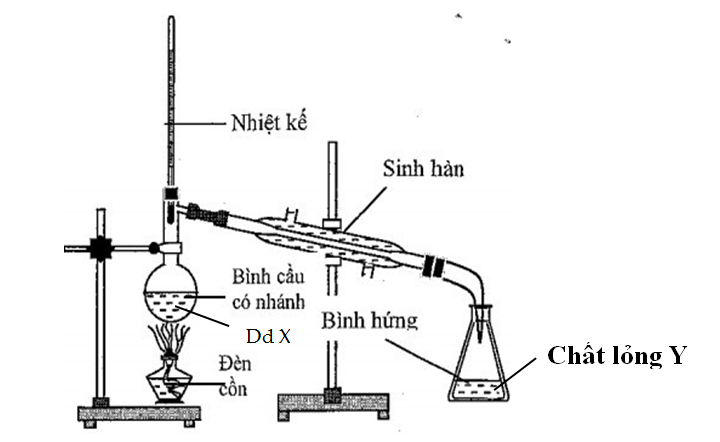 Nhiệt kế
Sinh hàn
Bình cầu
có nhánh
Dd X
Bình hứng
Đèn
cồn
Chất lỏng Y